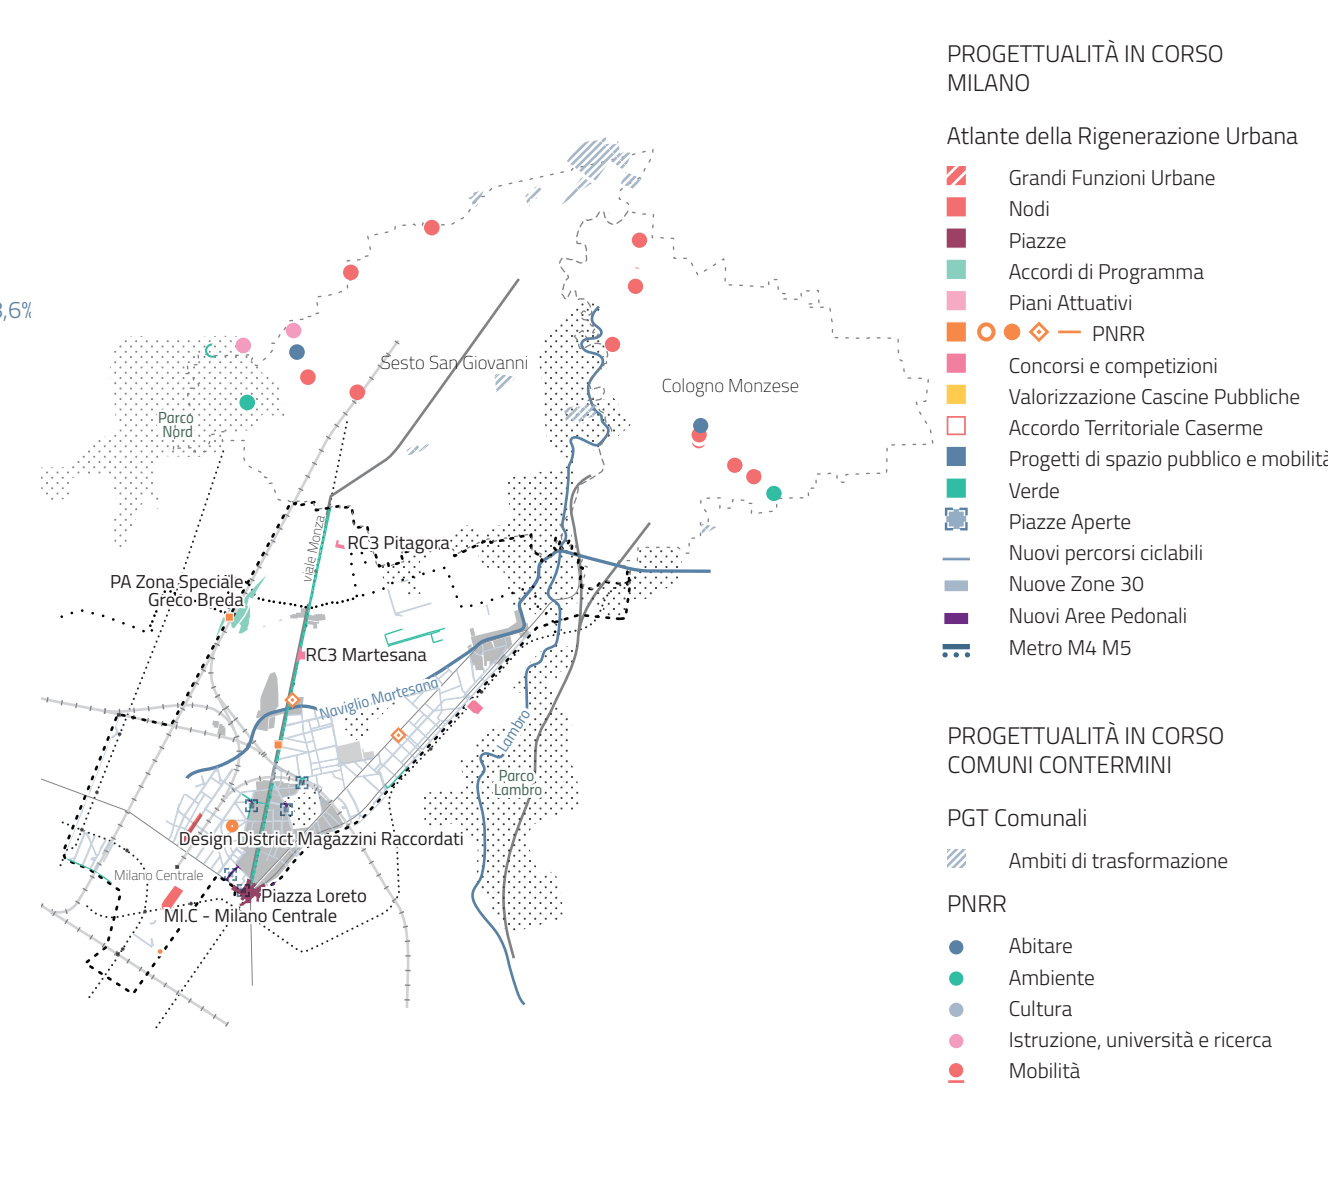 3,6%
Sesto San Giovanni
Cologno Monzese
Parco
Nord
viale Monza
RC3 Pitagora
PA Zona Speciale
Greco Breda
RC3 Martesana
Naviglio Martesana
Lambro
Parco
Lambro
Design District Magazzini Raccordati
Milano Centrale
Piazza Loreto
MI.C - Milano Centrale
PROGETTUALITÀ IN CORSO
MILANO
Atlante della Rigenerazione Urbana
Grandi Funzioni Urbane
Nodi
Piazze
Accordi di Programma
Piani Attuativi
PNRR
Concorsi e competizioni
Valorizzazione Cascine Pubbliche
Accordo Territoriale Caserme
Progetti di spazio pubblico e mobilità
Verde
Piazze Aperte
Nuovi percorsi ciclabili
Nuove Zone 30
Nuovi Aree Pedonali
Metro M4 M5
PROGETTUALITÀ IN CORSO
COMUNI CONTERMINI
PGT Comunali
Ambiti di trasformazione
PNRR
Abitare
Ambiente
Cultura
Istruzione, università e ricerca
Mobilità